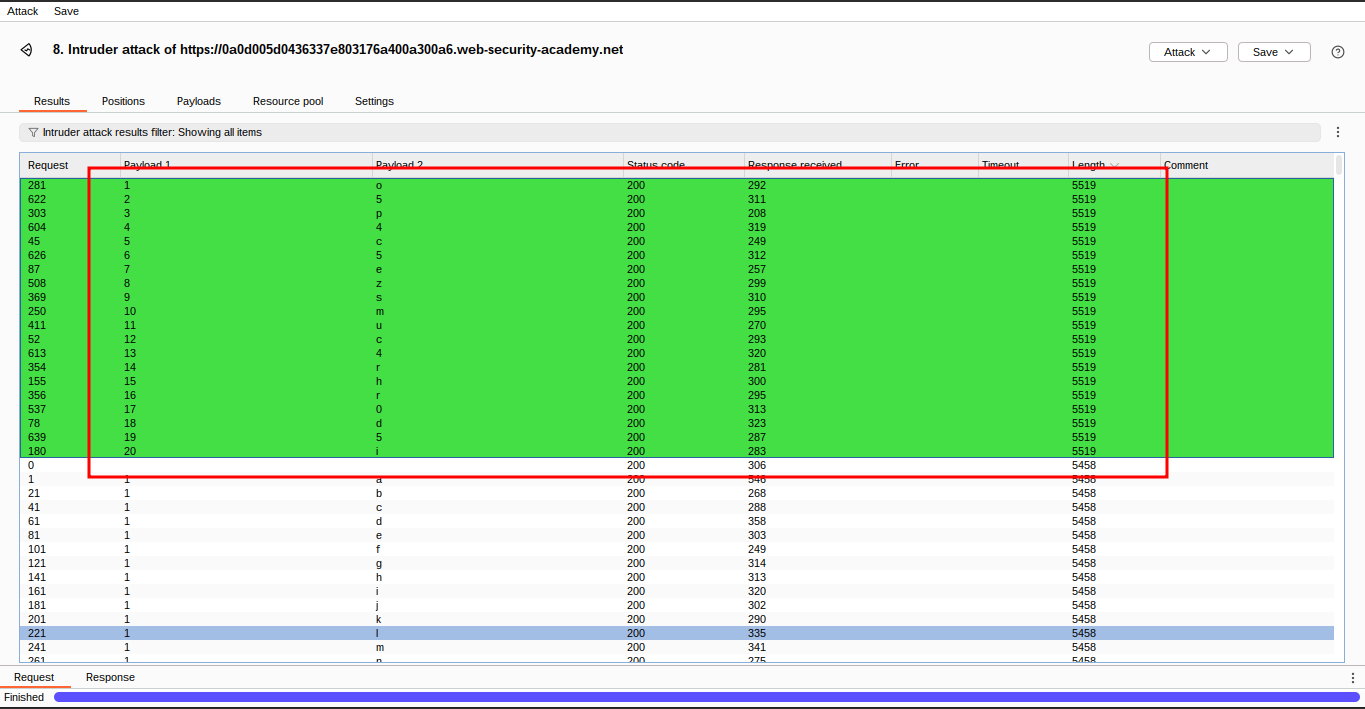 Attack Save
8. Intruder attack of https://0a0d005d0436337e803176a400a300a6.web-security-academy.net
Attack Save
Results Positions Payloads Resource pool Settings
Intruder attack results filter: Showing all items
Request Payload 1 Payload 2 Status code Response received Error Timeout Length Comment
281 1 o 200 292 5519
622 2 5 200 311 5519
303 3 p 200 208 5519
604 4 4 200 319 5519
45 5 c 200 249 5519
626 6 5 200 312 5519
87 7 e 200 257 5519
508 8 z 200 299 5519
369 9 s 200 310 5519
250 10 m 200 295 5519
411 11 u 200 270 5519
52 12 c 200 293 5519
613 13 4 200 320 5519
354 14 r 200 281 5519
155 15 h 200 300 5519
356 16 r 200 295 5519
537 17 0 200 313 5519
78 18 d 200 323 5519
639 19 5 200 287 5519
180 20 i 200 283 5519
0 200 306 5458
1 1 a 200 546 5458
21 1 b 200 268 5458
41 1 c 200 288 5458
61 1 d 200 358 5458
81 1 e 200 303 5458
101 1 f 200 249 5458
121 1 g 200 314 5458
141 1 h 200 313 5458
161 1 i 200 320 5458
181 1 j 200 302 5458
201 1 k 200 290 5458
221 1 l 200 335 5458
241 1 m 200 341 5458
261 1 n 200 275 5458
Request Response
Finished